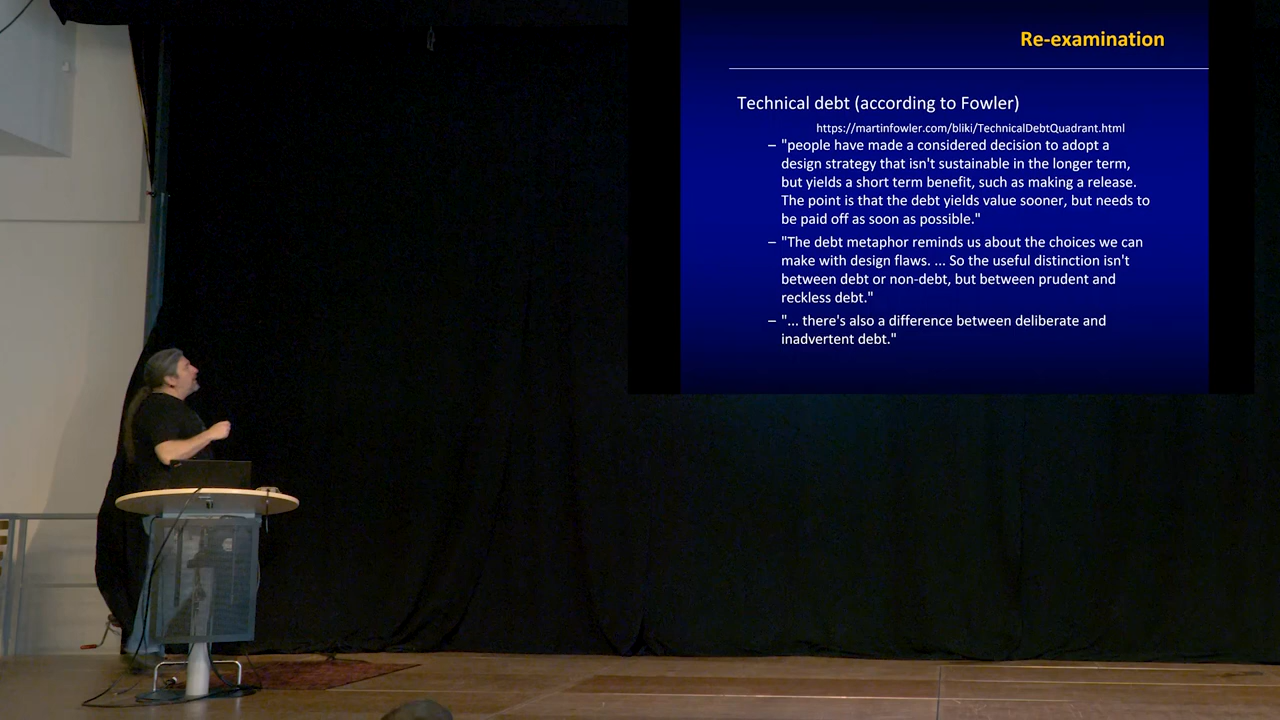 Re-examination
Technical debt (according to Fowler)
https://martinfowler.com/bliki/TechnicalDebtQuadrant.html
– "people have made a considered decision to adopt a
design strategy that isn't sustainable in the longer term,
but yields a short term benefit, such as making a release.
The point is that the debt yields value sooner, but needs to
be paid off as soon as possible."
– "The debt metaphor reminds us about the choices we can
make with design flaws. ... So the useful distinction isn't
between debt or non-debt, but between prudent and
reckless debt."
– "... there's also a difference between deliberate and
inadvertent debt."